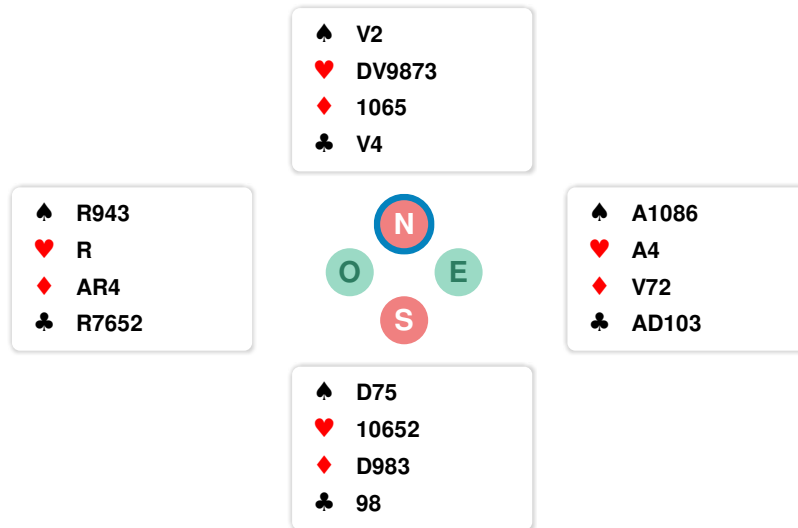 ♠ V2
♥ DV9873
♦ 1065
♣ V4
♠ R943
♥ R
♦ AR4
♣ R7652
N
O
E
S
♠ A1086
♥ A4
♦ V72
♣ AD103
♠ D75
♥ 10652
♦ D983
♣ 98